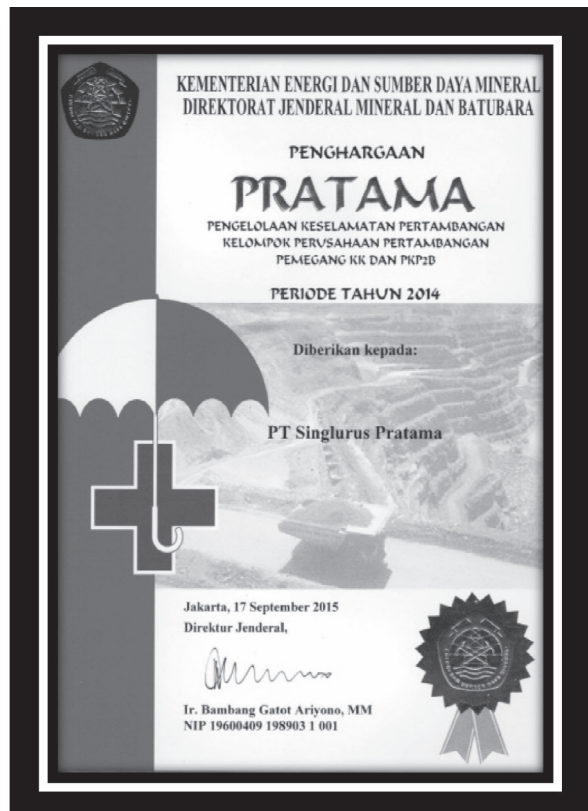 KEMENTERIAN ENERGI DAN SUMBER DAYA MINERAL
DIREKTORAT JENDERAL MINERAL DAN BATUBARA
PENGHARGAAN
PRATAMA
PENGELOLAAN KESELAMATAN PERTAMBANGAN
KELOMPOK PERUSAHAAN PERTAMBANGAN
PEMEGANG KK DAN PKP2B
PERIODE TAHUN 2014
Diberikan kepada:
PT Singlurus Pratama
Jakarta, 17 September 2015
Direktur Jenderal,
Ir. Bambang Gatot Ariyono, MM
NIP 19600409 198903 1 001